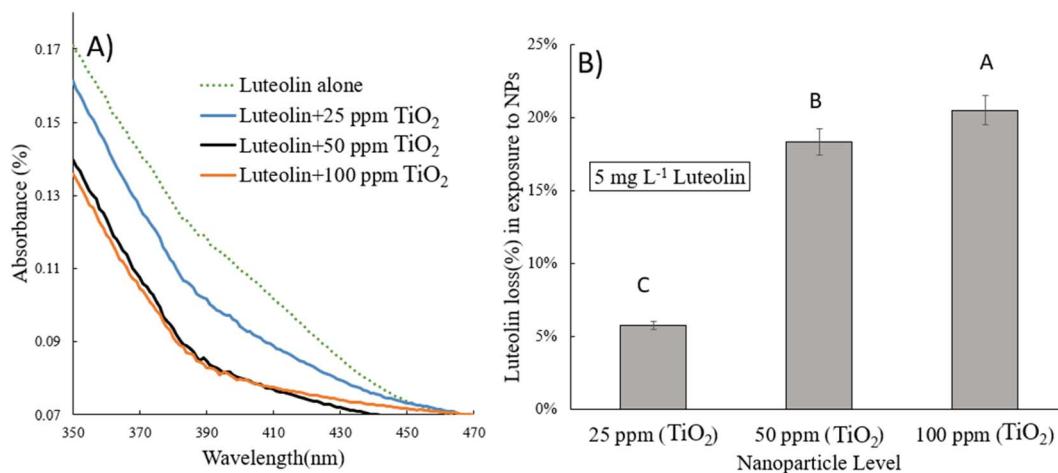 A)
Absorbance (%)
0.17
0.15
0.13
0.11
0.09
0.07
Luteolin alone
Luteolin+25 ppm TiO₂
Luteolin+50 ppm TiO₂
Luteolin+100 ppm TiO₂
350 370 390 410 430 450 470
Wavelength(nm)
B)
Luteolin loss(%) in exposure to NPs
25%
20%
15%
10%
5%
0%
5 mg L⁻¹ Luteolin
C
B
A
25 ppm (TiO₂) 50 ppm (TiO₂) 100 ppm (TiO₂)
Nanoparticle Level